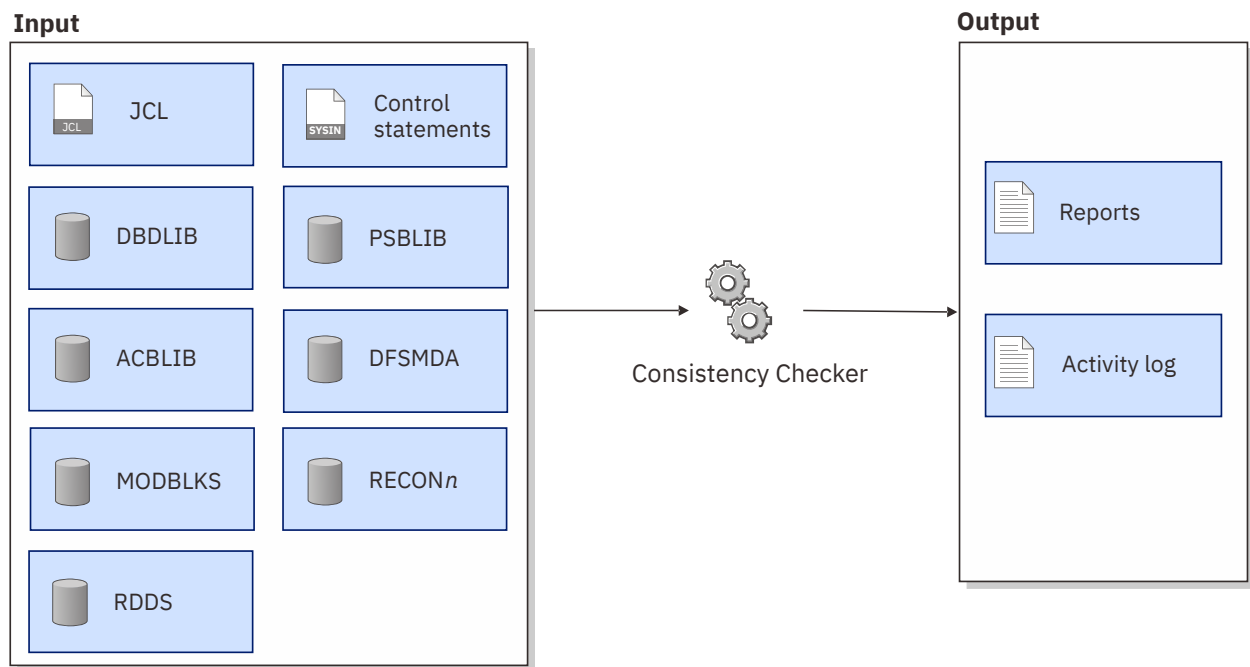 Input
JCL
JCL
SYSIN
Control
statements
DBDLIB
PSBLIB
ACBLIB
DFSMDA
MODBLKS
RECONn
RDDS
Consistency Checker
Output
Reports
Activity log